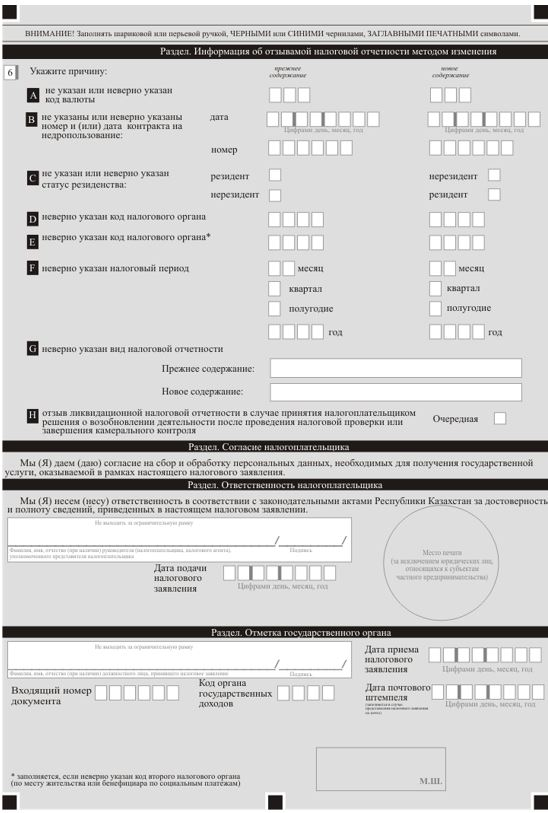 ВНИМАНИЕ! Заполнять шариковой или перьевой ручкой, ЧЕРНЫМИ или СИНИМИ чернилами, ЗАГЛАВНЫМИ ПЕЧАТНЫМИ символами.
Раздел. Информация об отзываемой налоговой отчетности методом изменения
6 Укажите причину:
прежнее содержание
новое содержание
A не указан или неверно указан
код валюты
B не указаны или неверно указаны
номер и (или) дата контракта на
недропользование:
дата
Цифрами день, месяц, год
Цифрами день, месяц, год
номер
C не указан или неверно указан
статус резидентства:
резидент
нерезидент
нерезидент
резидент
D неверно указан код налогового органа
E неверно указан код налогового органа*
F неверно указан налоговый период
месяц
месяц
квартал
квартал
полугодие
полугодие
год
год
G неверно указан вид налоговой отчетности
Прежнее содержание:
Новое содержание:
H отзыв ликвидационной налоговой отчетности в случае принятия налогоплательщиком
решения о возобновлении деятельности после проведения налоговой проверки или
завершения камерального контроля
Очередная
Раздел. Согласие налогоплательщика
Мы (Я) даем (даю) согласие на сбор и обработку персональных данных, необходимых для получения государственной
услуги, оказываемой в рамках настоящего налогового заявления.
Раздел. Ответственность налогоплательщика
Мы (Я) несем (несу) ответственность в соответствии с законодательными актами Республики Казахстан за достоверность
и полноту сведений, приведенных в настоящем налоговом заявлении.
Не выходить за ограничительную рамку
Фамилия, имя, отчество (при наличии) руководителя (налогоплательщика, налогового агента),
уполномоченного представителя налогоплательщика
Подпись
Место печати
(за исключением юридических лиц,
относящихся к субъектам
частного предпринимательства)
Дата подачи
налогового
заявления
Цифрами день, месяц, год
Раздел. Отметка государственного органа
Не выходить за ограничительную рамку
Фамилия, имя, отчество (при наличии) должностного лица, принявшего налоговое заявление
Подпись
Дата приема
налогового
заявления
Цифрами день, месяц, год
Входящий номер
документа
Код органа
государственных
доходов
Дата почтового
штемпеля
Цифрами день, месяц, год
М.Ш.
* заполняется, если неверно указан код второго налогового органа
(по месту жительства или бенефициара по социальным платежам)